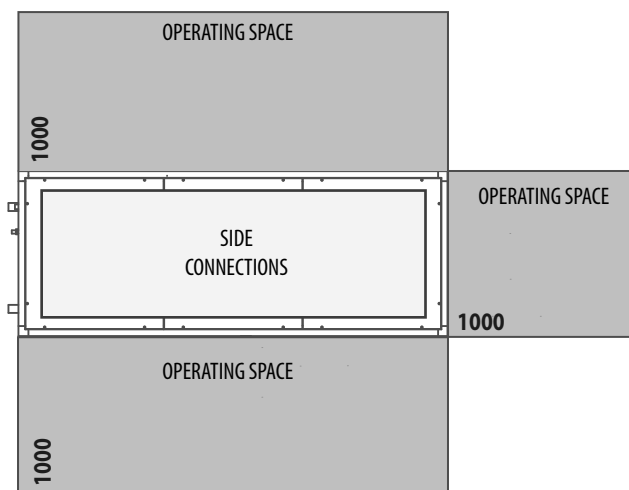 OPERATING SPACE
1000
OPERATING SPACE
SIDE
CONNECTIONS
1000
OPERATING SPACE
1000